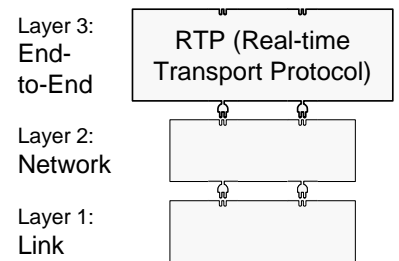 Layer 3:
End-
to-End
RTP (Real-time
Transport Protocol)
Layer 2:
Network
Layer 1:
Link